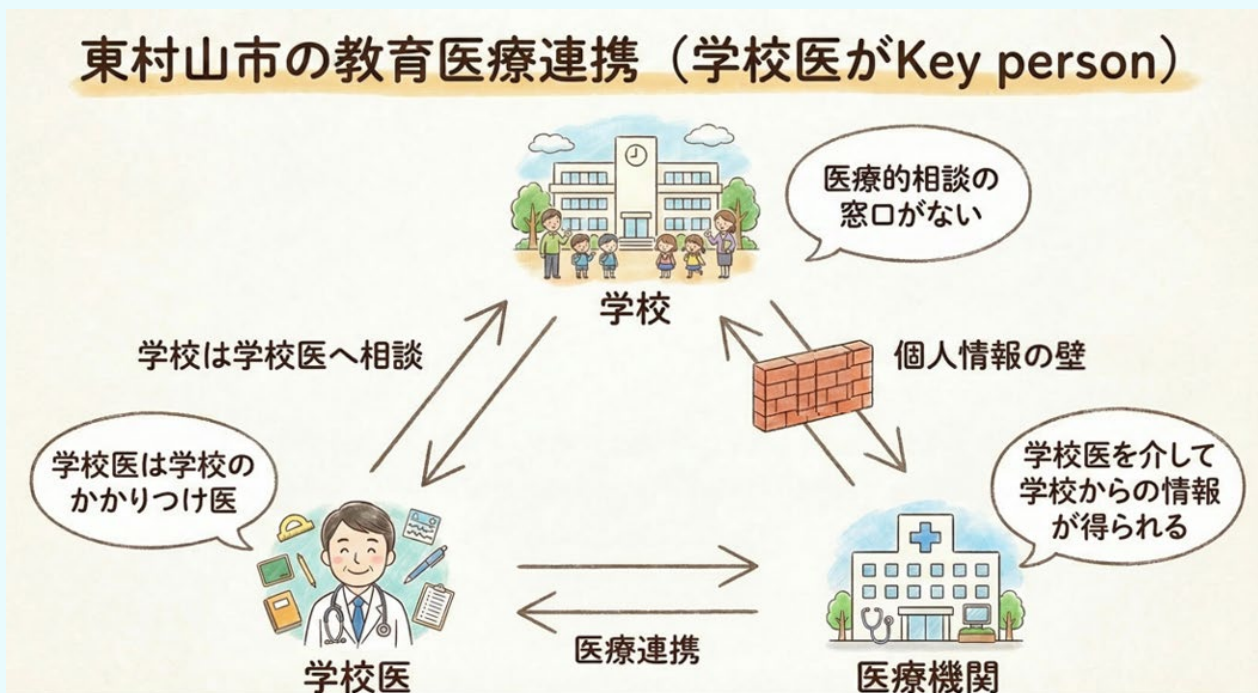 東村山市の教育医療連携（学校医がKey person）
医療的相談の
窓口がない
学校
学校は学校医へ相談
個人情報の壁
学校医は学校の
かかりつけ医
学校医を介して
学校からの情報
が得られる
医療連携
学校医
医療機関